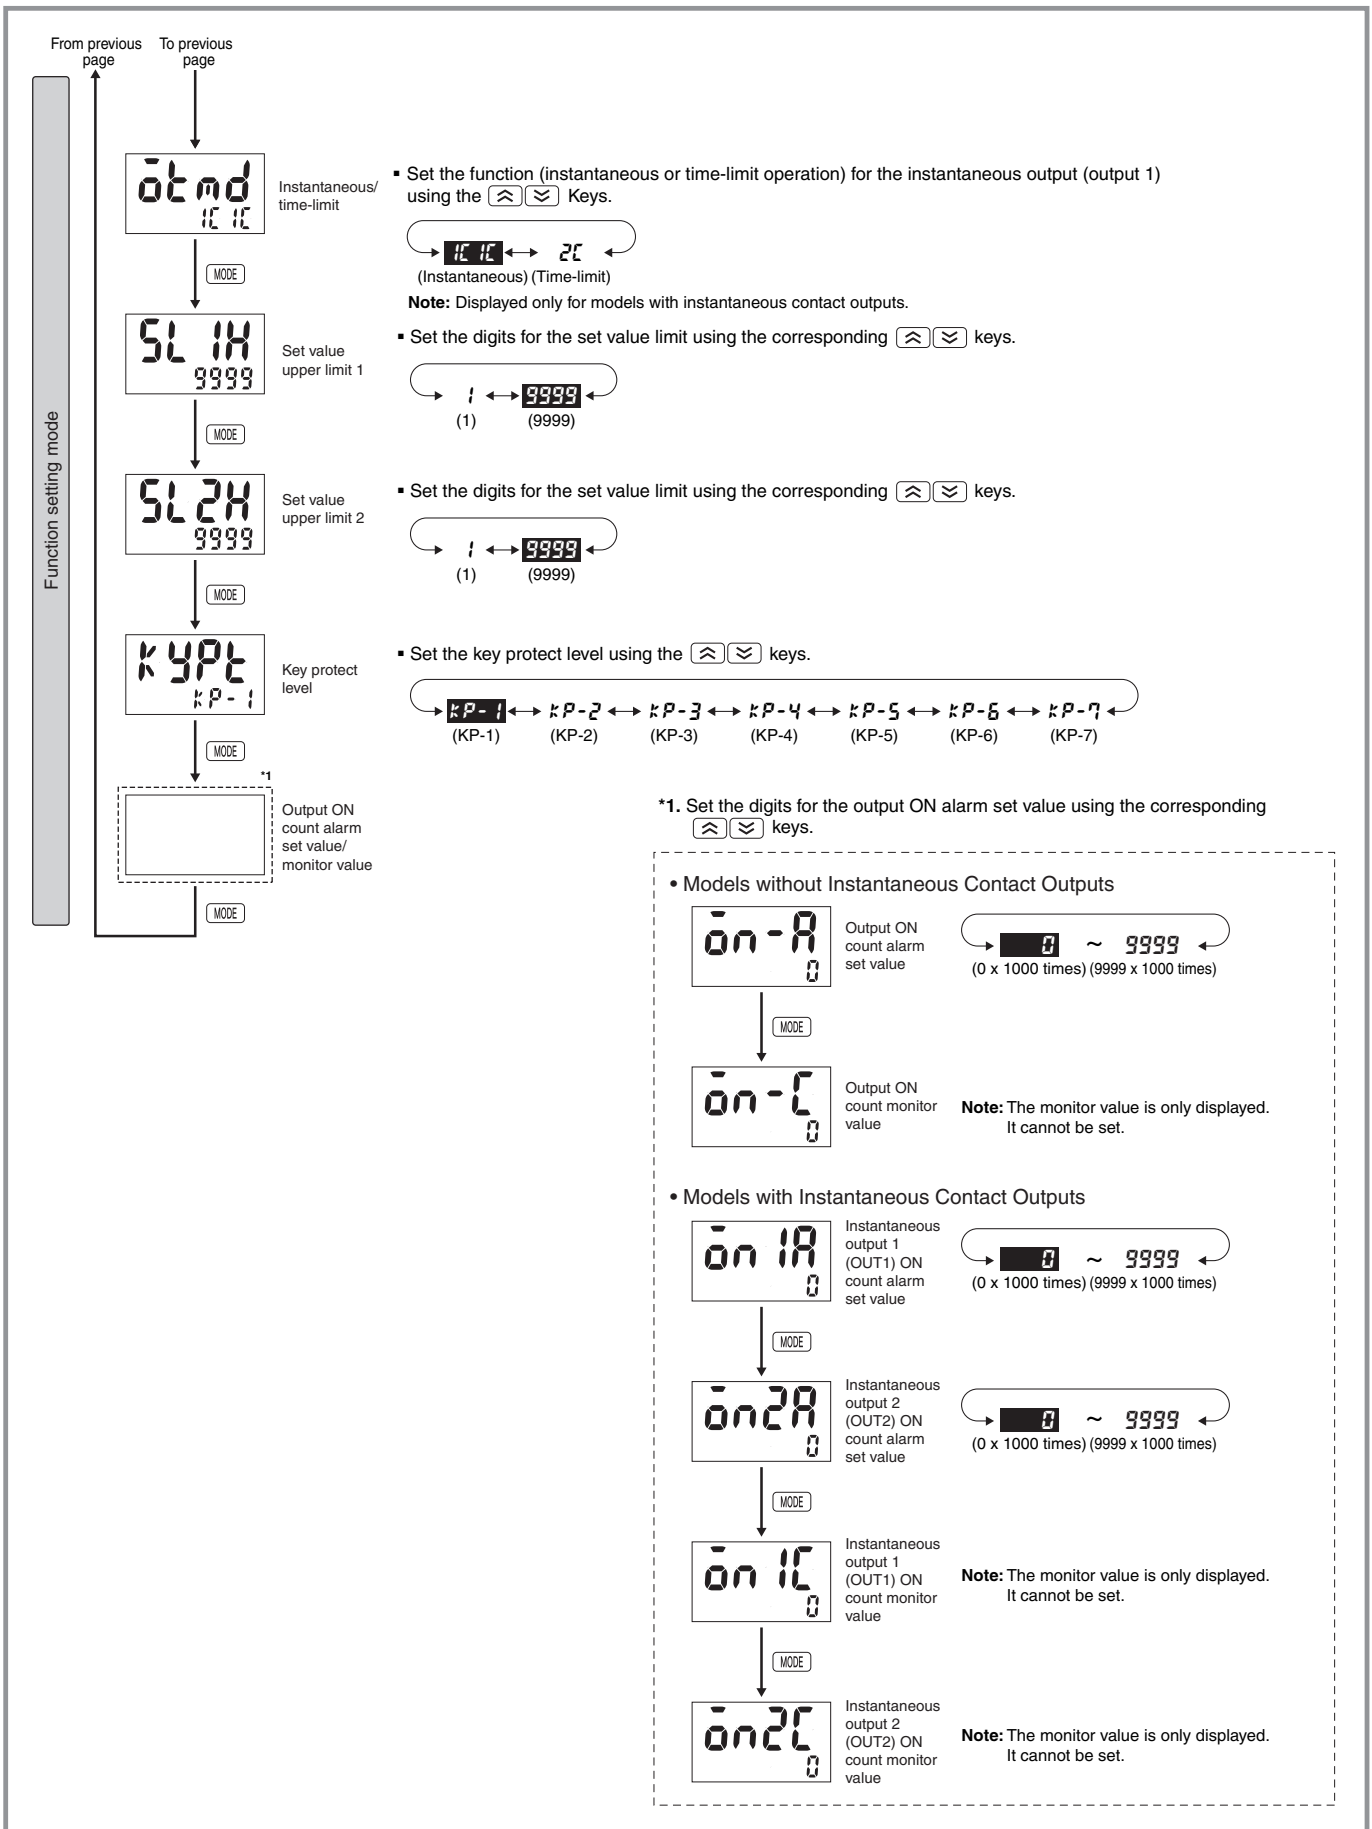 From previous page
To previous page
Function setting mode
ōtmd
1C 1C
Instantaneous/
time-limit
▪ Set the function (instantaneous or time-limit operation) for the instantaneous output (output 1)
using the Keys.
1C 1C 2C
(Instantaneous) (Time-limit)
Note: Displayed only for models with instantaneous contact outputs.
MODE
SL 1H
9999
Set value
upper limit 1
▪ Set the digits for the set value limit using the corresponding keys.
1 9999
(1) (9999)
MODE
SL2H
9999
Set value
upper limit 2
▪ Set the digits for the set value limit using the corresponding keys.
1 9999
(1) (9999)
MODE
KYPt
KP-1
Key protect
level
▪ Set the key protect level using the keys.
KP-1 KP-2 KP-3 KP-4 KP-5 KP-6 KP-7
(KP-1) (KP-2) (KP-3) (KP-4) (KP-5) (KP-6) (KP-7)
MODE
*1
Output ON
count alarm
set value/
monitor value
MODE
*1. Set the digits for the output ON alarm set value using the corresponding
keys.
• Models without Instantaneous Contact Outputs
ōn-A
0
Output ON
count alarm
set value
0 ~ 9999
(0 x 1000 times) (9999 x 1000 times)
MODE
ōn-C
0
Output ON
count monitor
value
Note: The monitor value is only displayed.
It cannot be set.
• Models with Instantaneous Contact Outputs
ōn 1A
0
Instantaneous
output 1
(OUT1) ON
count alarm
set value
0 ~ 9999
(0 x 1000 times) (9999 x 1000 times)
MODE
ōn2A
0
Instantaneous
output 2
(OUT2) ON
count alarm
set value
0 ~ 9999
(0 x 1000 times) (9999 x 1000 times)
MODE
ōn 1C
0
Instantaneous
output 1
(OUT1) ON
count monitor
value
Note: The monitor value is only displayed.
It cannot be set.
MODE
ōn2C
0
Instantaneous
output 2
(OUT2) ON
count monitor
value
Note: The monitor value is only displayed.
It cannot be set.